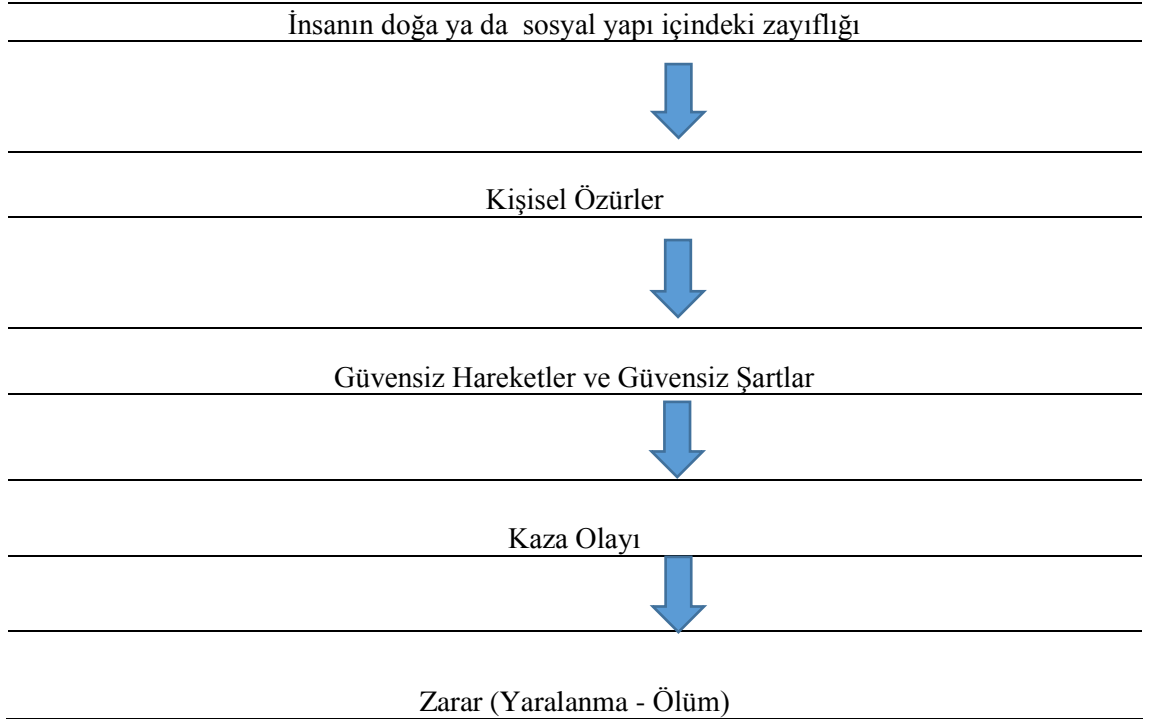 İnsanın doğa ya da sosyal yapı içindeki zayıflığı
Kişisel Özürler
Güvensiz Hareketler ve Güvensiz Şartlar
Kaza Olayı
Zarar (Yaralanma - Ölüm)